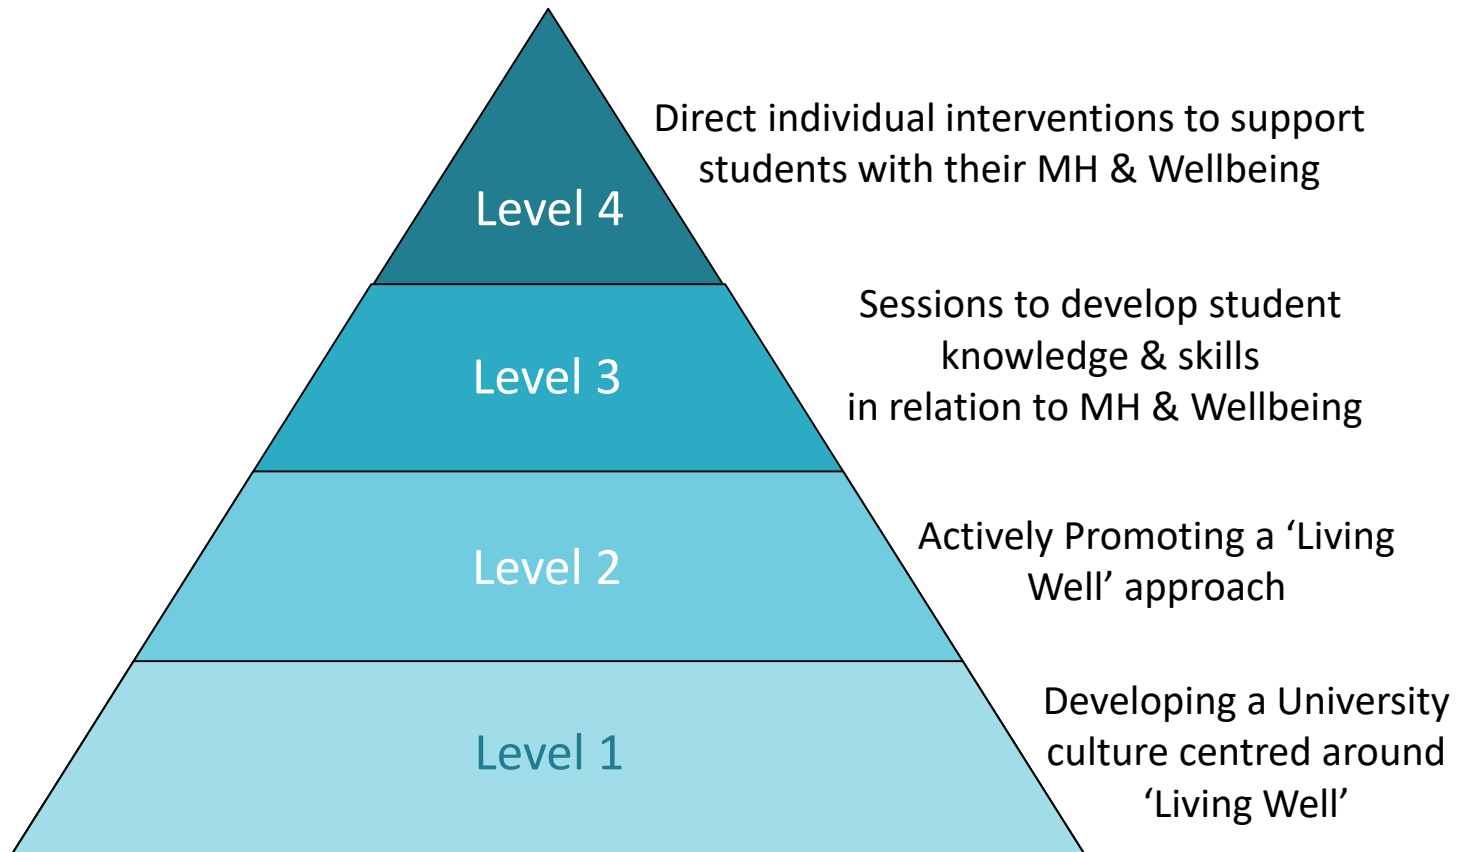 Direct individual interventions to support
students with their MH & Wellbeing
Level 4
Sessions to develop student
knowledge & skills
in relation to MH & Wellbeing
Level 3
Actively Promoting a ‘Living
Well’ approach
Level 2
Developing a University
culture centred around
‘Living Well’
Level 1